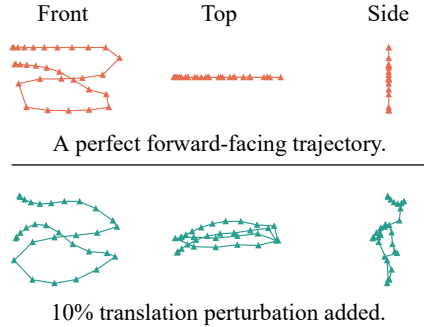 Front Top Side
A perfect forward-facing trajectory.
10% translation perturbation added.